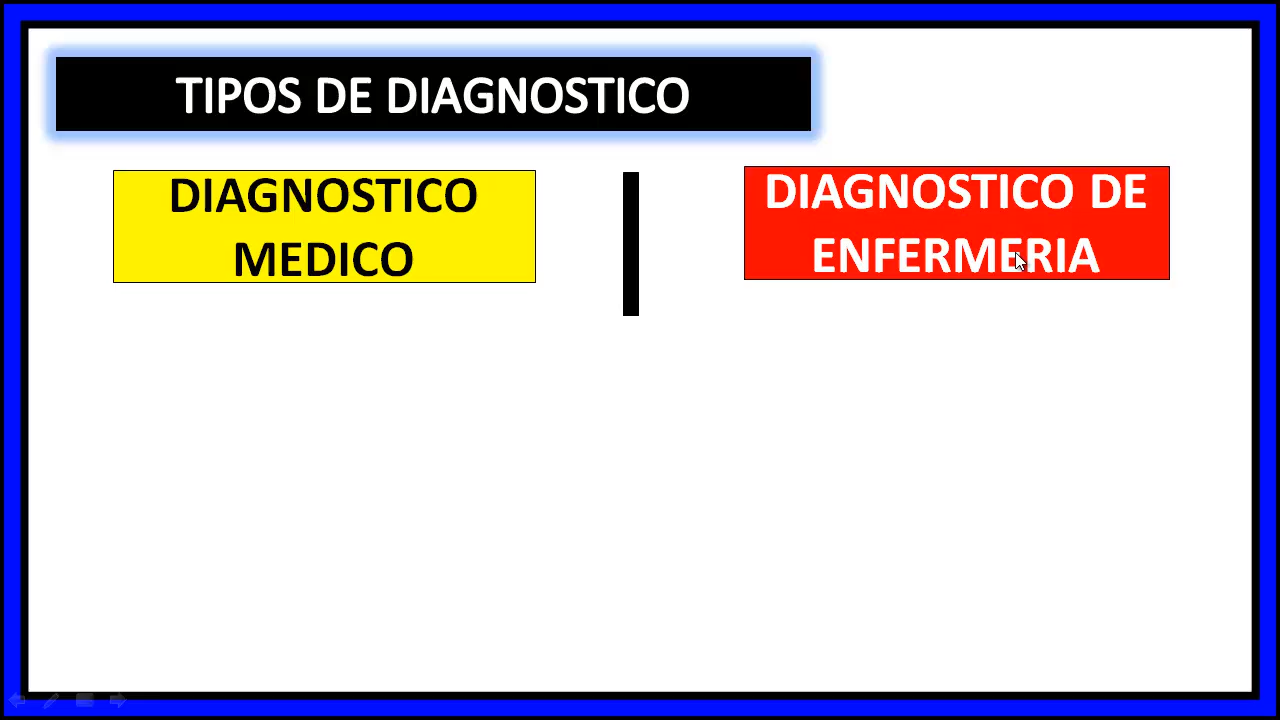 TIPOS DE DIAGNOSTICO
DIAGNOSTICO
MEDICO
DIAGNOSTICO DE
ENFERMERIA